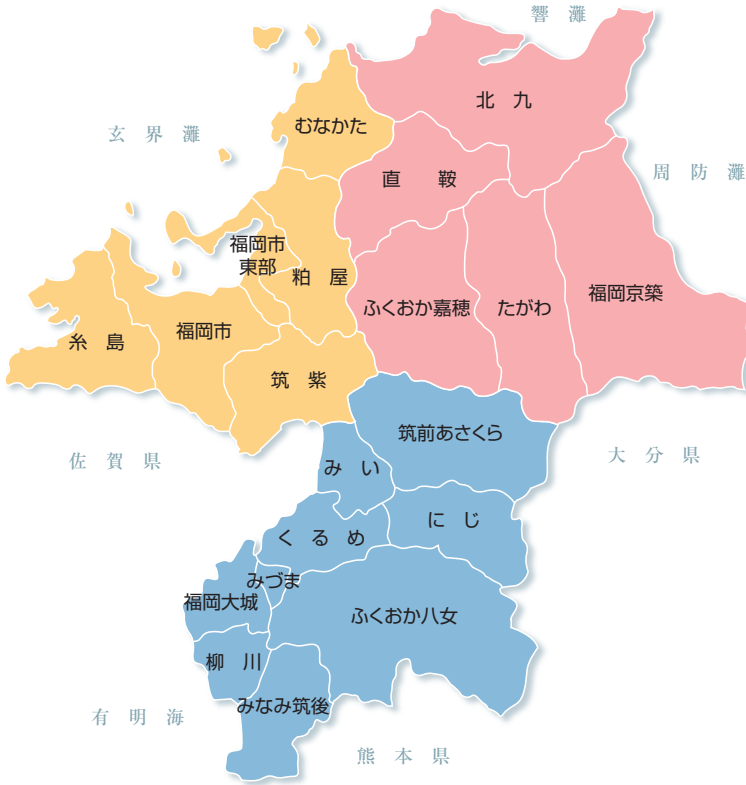 響灘
北九
むなかた
玄界灘
直鞍
周防灘
福岡市
東部
粕屋
ふくおか嘉穂
たがわ
福岡京築
福岡市
糸島
筑紫
筑前あさくら
佐賀県
みい
大分県
にじ
くるめ
みづま
福岡大城
ふくおか八女
柳川
みなみ筑後
有明海
熊本県